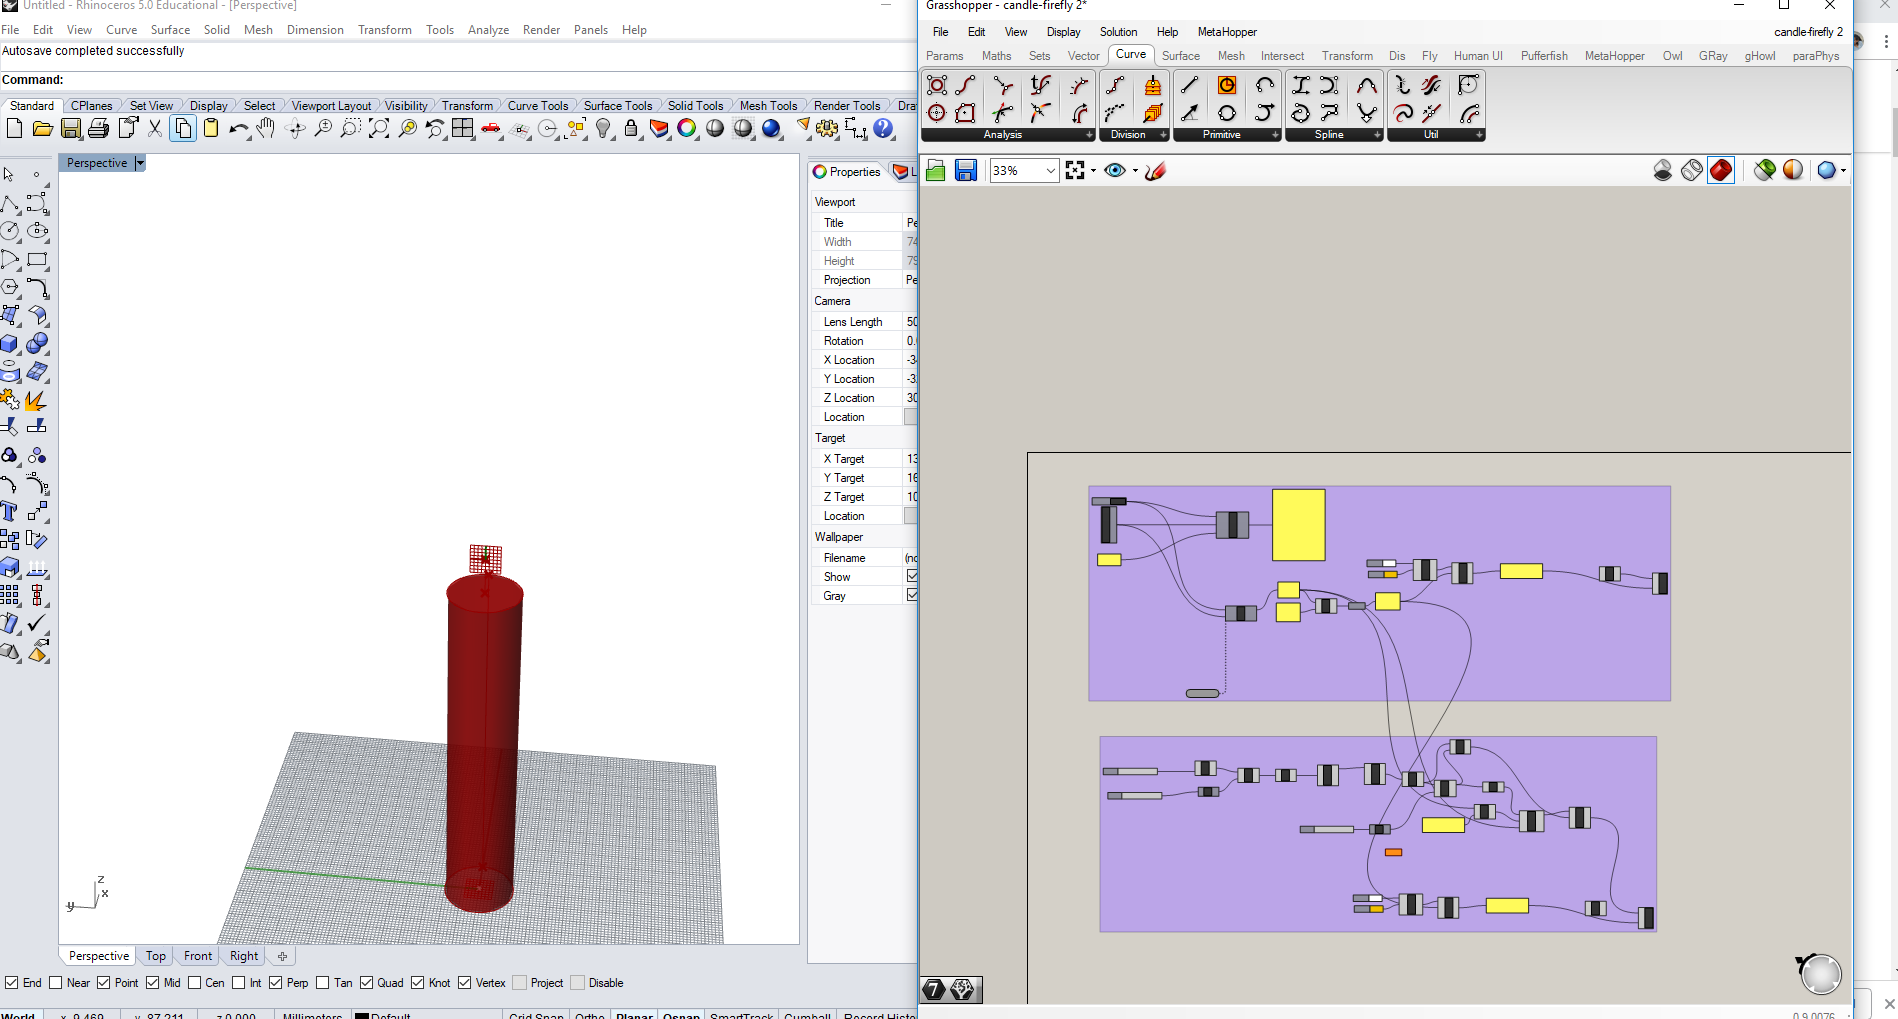 Untitled - Rhinoceros 5.0 Educational - [Perspective]
File Edit View Curve Surface Solid Mesh Dimension Transform Tools Analyze Render Panels Help
Autosave completed successfully
Command:
Standard CPlanes Set View Display Select Viewport Layout Visibility Transform Curve Tools Surface Tools Solid Tools Mesh Tools Render Tools Dra
Perspective
Properties L
Viewport
Title Pe
Width 74
Height 79
Projection Pe
Camera
Lens Length 50
Rotation 0.
X Location -34
Y Location -3
Z Location 30
Location
Target
X Target 13
Y Target 16
Z Target 10
Location
Wallpaper
Filename (no
Show
Gray
z
x
y
Perspective Top Front Right
End Near Point Mid Cen Int Perp Tan Quad Knot Vertex Project Disable
World x 9.469 y 87.211 z 0.000 Millimeters Default Grid Snap Ortho Planar Osnap SmartTrack Gumball Record Histo
Grasshopper - candle-firefly 2*
File Edit View Display Solution Help MetaHopper candle-firefly 2
Params Maths Sets Vector Curve Surface Mesh Intersect Transform Dis Fly Human UI Pufferfish MetaHopper Owl GRay gHowl paraPhys
Analysis Division Primitive Spline Util
33%
7
0.9.0076